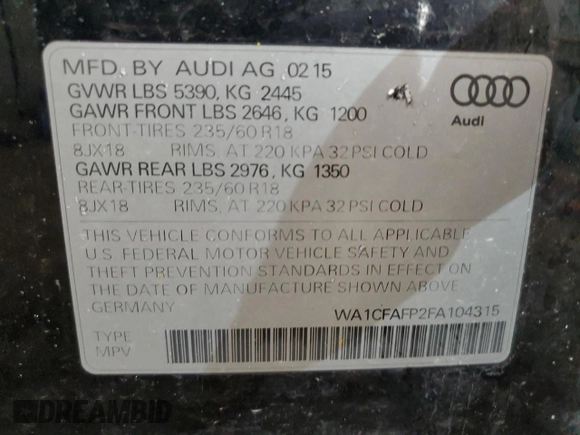 MFD. BY AUDI AG 02 15
GVWR LBS 5390, KG 2445
GAWR FRONT LBS 2646, KG 1200
FRONT-TIRES 235/60 R18
8JX18 RIMS, AT 220 KPA 32 PSI COLD
GAWR REAR LBS 2976, KG 1350
REAR-TIRES 235/60 R18
8JX18 RIMS, AT 220 KPA 32 PSI COLD
Audi
THIS VEHICLE CONFORMS TO ALL APPLICABLE
U.S. FEDERAL MOTOR VEHICLE SAFETY AND
THEFT PREVENTION STANDARDS IN EFFECT ON
THE DATE OF MANUFACTURE SHOWN ABOVE
GERMANY WA1CFAFP2FA104315
TYPE
MPV
DREAMBID